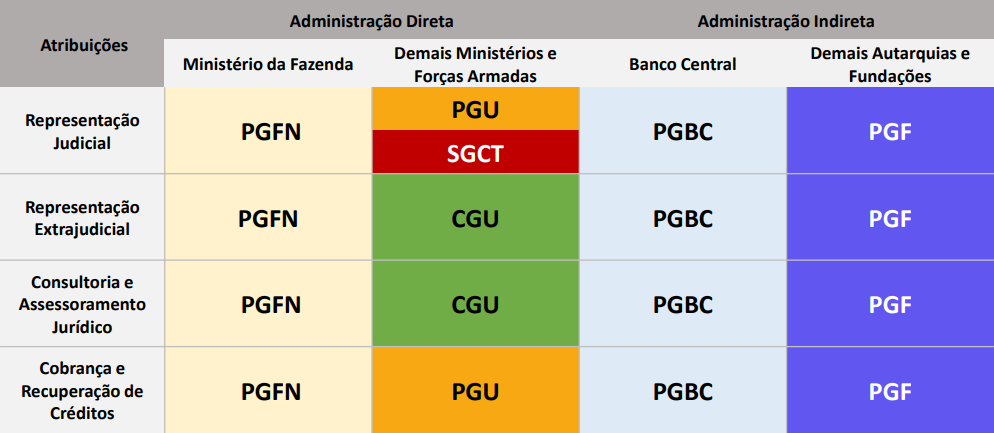 Atribuições
Administração Direta
Administração Indireta
Ministério da Fazenda
Demais Ministérios e
Forças Armadas
Banco Central
Demais Autarquias e
Fundações
Representação
Judicial
PGFN
PGU
SGCT
PGBC
PGF
Representação
Extrajudicial
PGFN
CGU
PGBC
PGF
Consultoria e
Assessoramento
Jurídico
PGFN
CGU
PGBC
PGF
Cobrança e
Recuperação de
Créditos
PGFN
PGU
PGBC
PGF